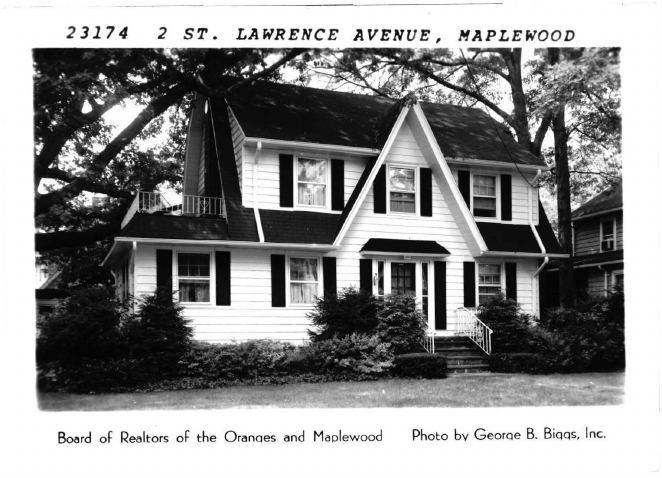 23174 2 ST. LAWRENCE AVENUE, MAPLEWOOD
Board of Realtors of the Oranges and Maplewood Photo by George B. Biggs, Inc.